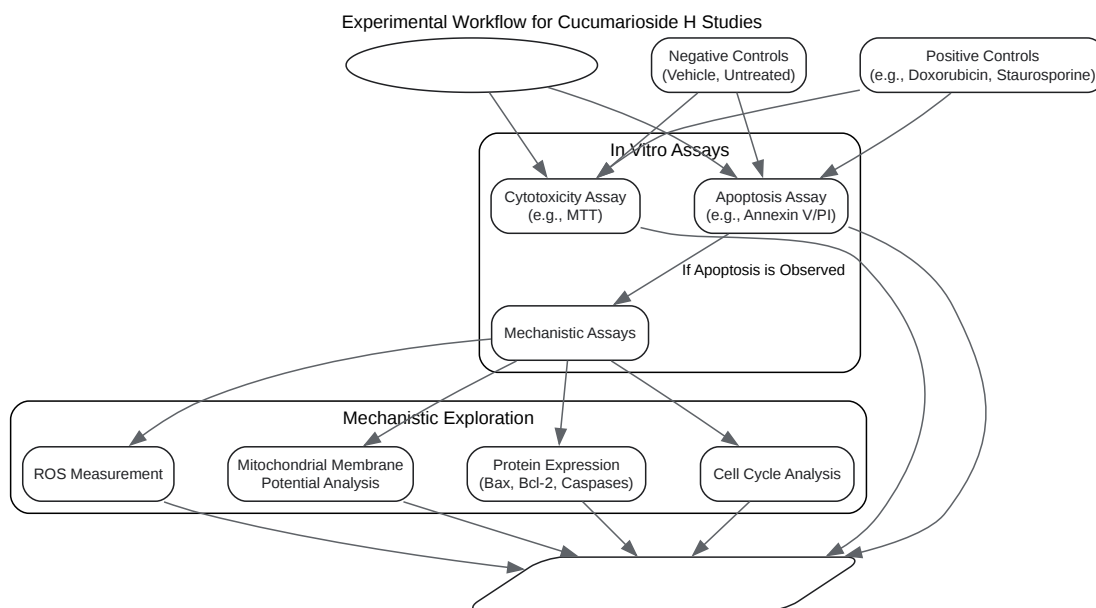 Experimental Workflow for Cucumarioside H Studies
Negative Controls
(Vehicle, Untreated)
Positive Controls
(e.g., Doxorubicin, Staurosporine)
In Vitro Assays
Cytotoxicity Assay
(e.g., MTT)
Apoptosis Assay
(e.g., Annexin V/PI)
If Apoptosis is Observed
Mechanistic Assays
Mechanistic Exploration
ROS Measurement
Mitochondrial Membrane
Potential Analysis
Protein Expression
(Bax, Bcl-2, Caspases)
Cell Cycle Analysis